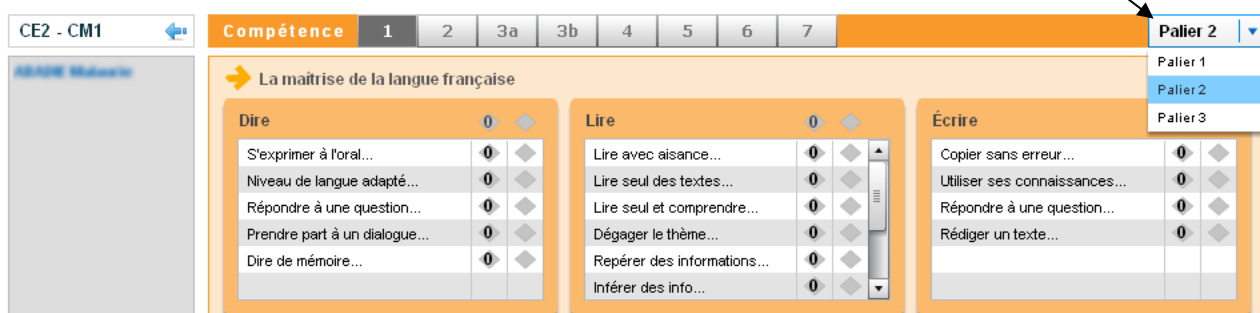 CE2 - CM1
Compétence 1 2 3a 3b 4 5 6 7
Palier 2
Palier 1
Palier 2
Palier 3
La maîtrise de la langue française
Dire 0
S'exprimer à l'oral... 0
Niveau de langue adapté... 0
Répondre à une question... 0
Prendre part à un dialogue... 0
Dire de mémoire... 0
Lire 0
Lire avec aisance... 0
Lire seul des textes... 0
Lire seul et comprendre... 0
Dégager le thème... 0
Repérer des informations... 0
Inférer des info... 0
Écrire
Copier sans erreur... 0
Utiliser ses connaissances... 0
Répondre à une question... 0
Rédiger un texte... 0